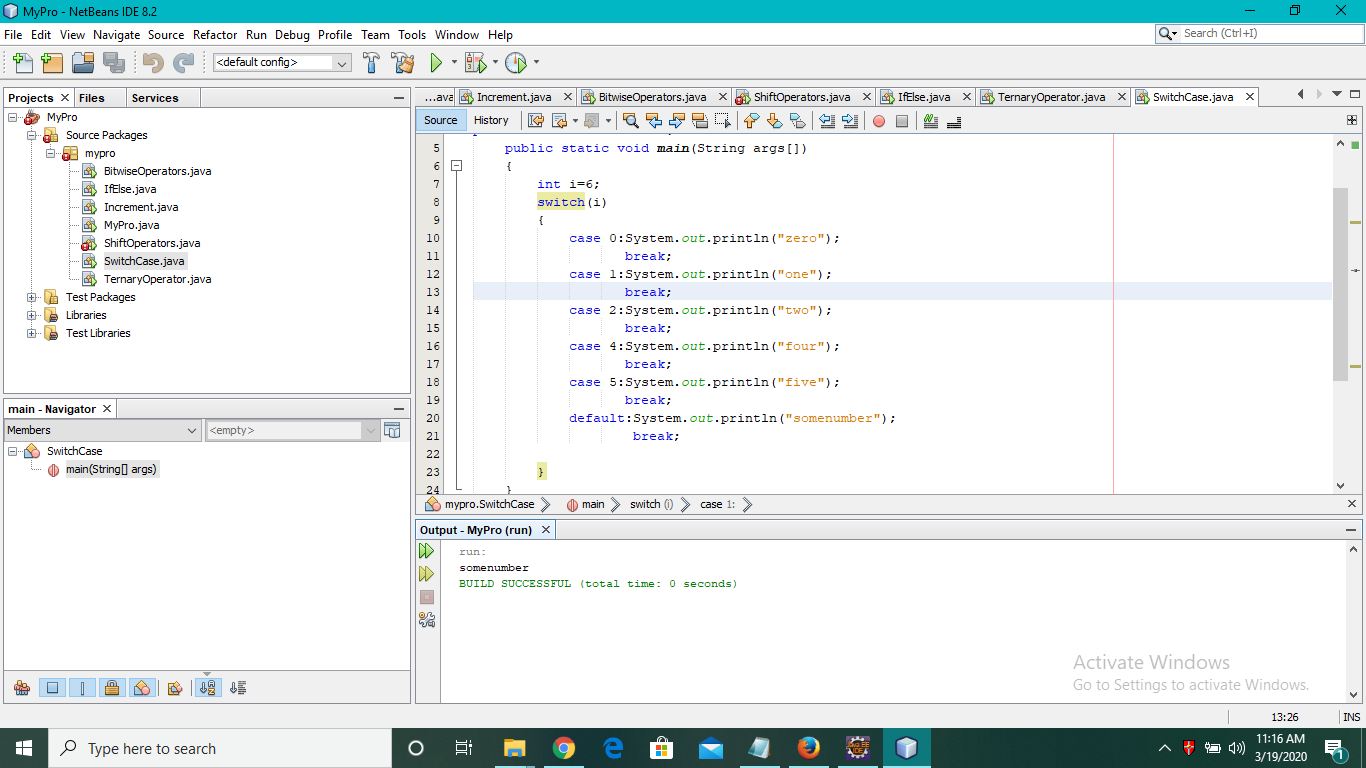 MyPro - NetBeans IDE 8.2
File Edit View Navigate Source Refactor Run Debug Profile Team Tools Window Help
Search (Ctrl+I)
<default config>
Projects Files Services
MyPro
Source Packages
mypro
BitwiseOperators.java
IfElse.java
Increment.java
MyPro.java
ShiftOperators.java
SwitchCase.java
TernaryOperator.java
Test Packages
Libraries
Test Libraries
main - Navigator
Members <empty>
SwitchCase
main(String[] args)
...ava Increment.java BitwiseOperators.java ShiftOperators.java IfElse.java TernaryOperator.java SwitchCase.java
Source History
5 public static void main(String args[])
6 {
7 int i=6;
8 switch(i)
9 {
10 case 0:System.out.println("zero");
11 break;
12 case 1:System.out.println("one");
13 break;
14 case 2:System.out.println("two");
15 break;
16 case 4:System.out.println("four");
17 break;
18 case 5:System.out.println("five");
19 break;
20 default:System.out.println("somenumber");
21 break;
22
23 }
24 }
mypro.SwitchCase main switch (i) case 1:
Output - MyPro (run)
run:
somenumber
BUILD SUCCESSFUL (total time: 0 seconds)
Activate Windows
Go to Settings to activate Windows.
13:26 INS
Type here to search
11:16 AM
3/19/2020
1